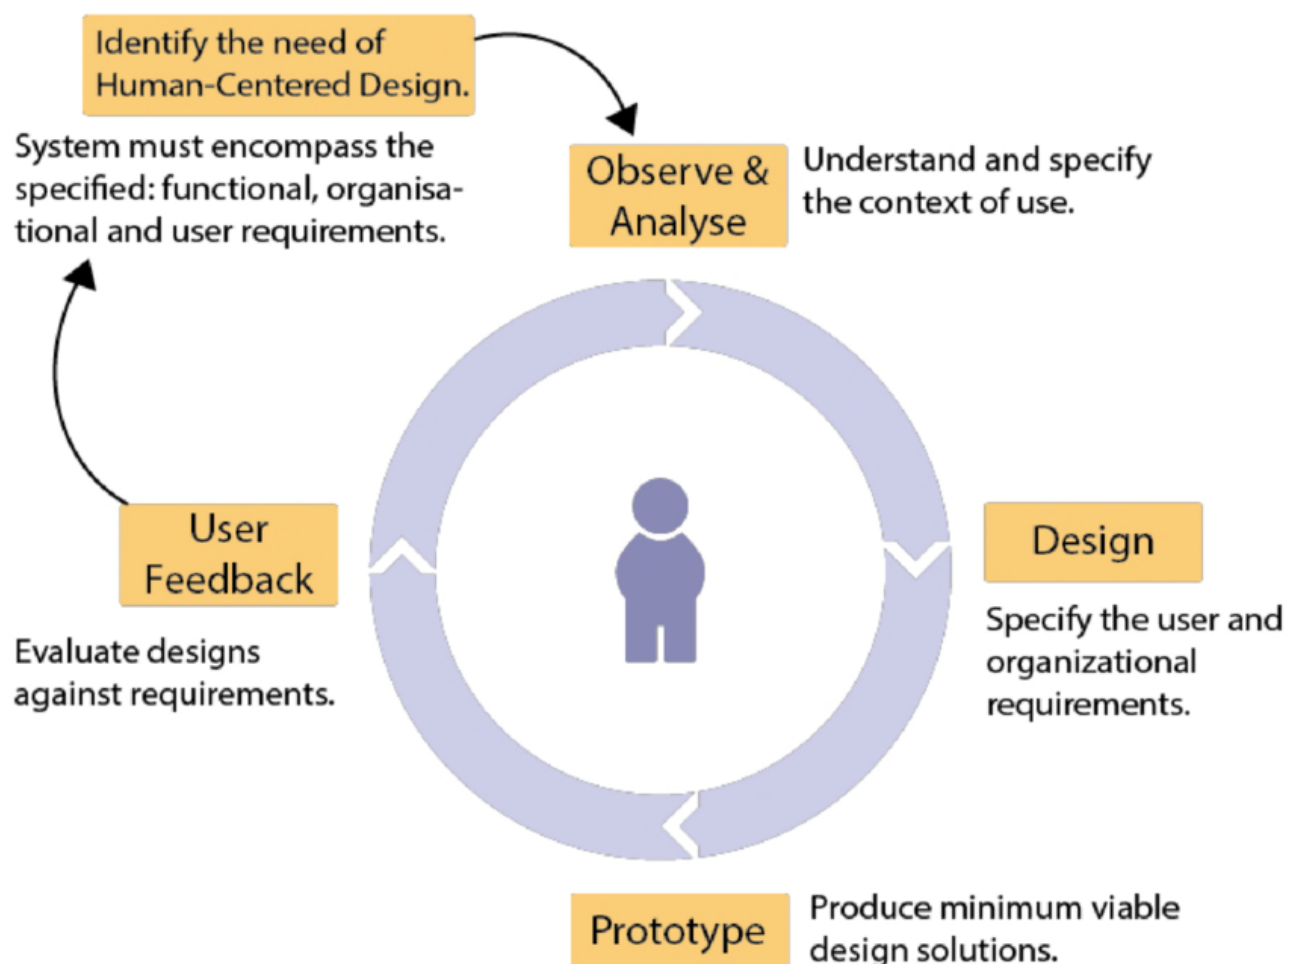 Identify the need of
Human-Centered Design.
System must encompass the
specified: functional, organisa-
tional and user requirements.
Observe &
Analyse
Understand and specify
the context of use.
User
Feedback
Evaluate designs
against requirements.
Design
Specify the user and
organizational
requirements.
Prototype
Produce minimum viable
design solutions.